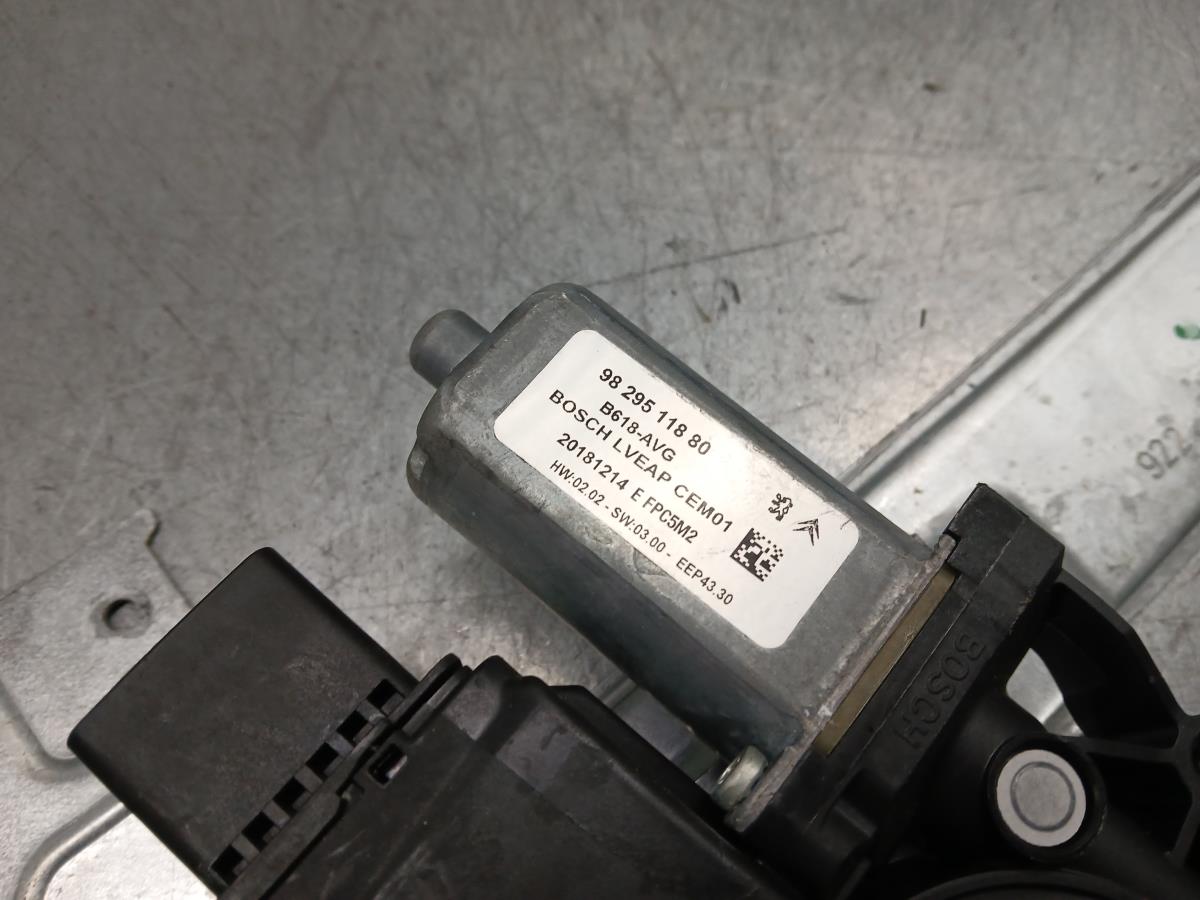 98 295 118 80
B618-AVG
BOSCH LVEAP CEM01
20181214 E FPC5M2
HW:02.02 - SW:03.00 - EEP43.30
BOSCH
922